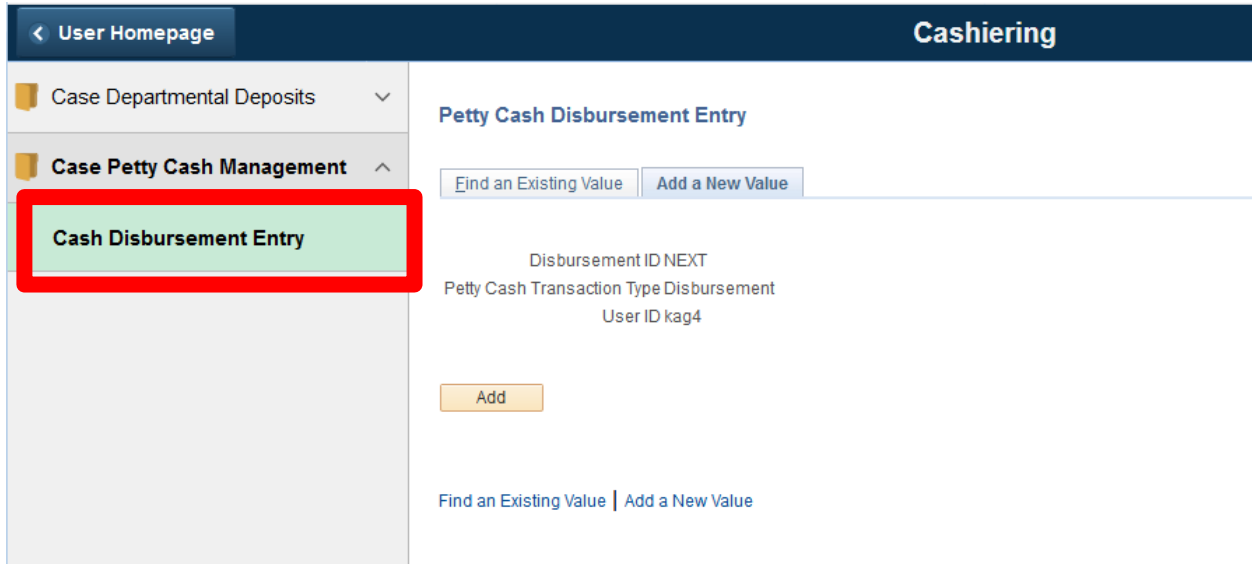 User Homepage
Cashiering
Case Departmental Deposits
Case Petty Cash Management
Cash Disbursement Entry
Petty Cash Disbursement Entry
Find an Existing Value
Add a New Value
Disbursement ID NEXT
Petty Cash Transaction Type Disbursement
User ID kag4
Add
Find an Existing Value | Add a New Value